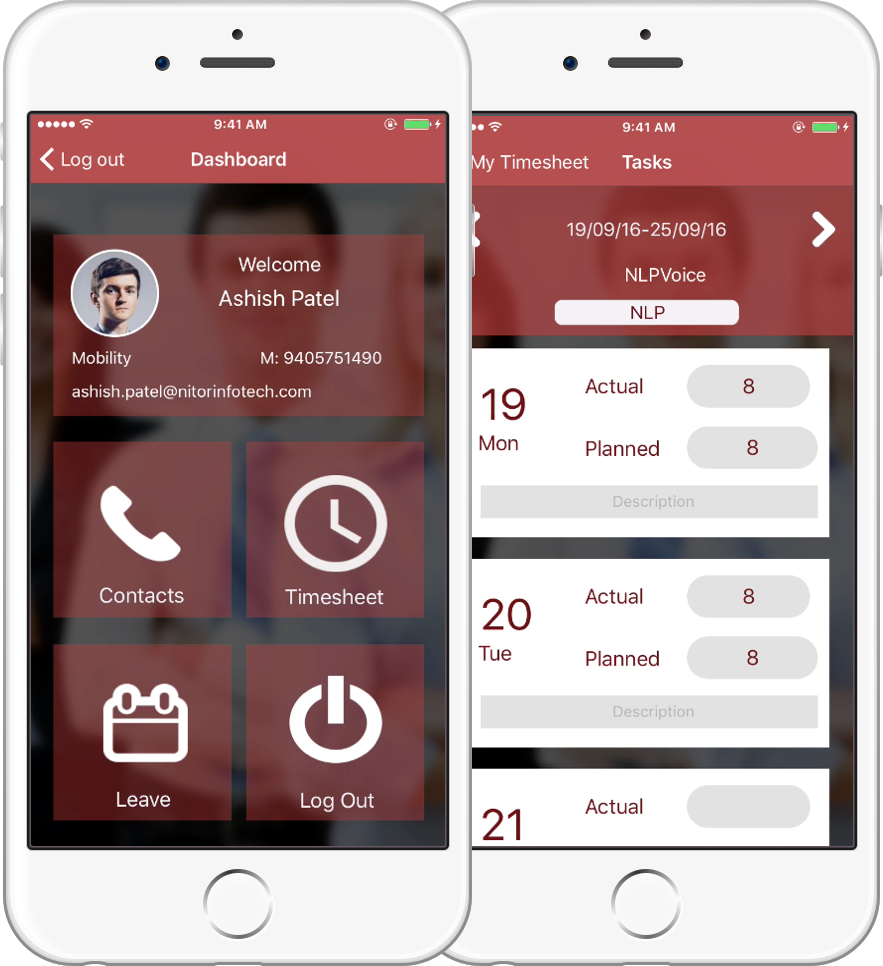 9:41 AM
Log out
Dashboard
Welcome
Ashish Patel
Mobility
M: 9405751490
ashish.patel@nitorinfotech.com
Contacts
Timesheet
Leave
Log Out
9:41 AM
My Timesheet
Tasks
19/09/16-25/09/16
NLPVoice
NLP
19
Mon
Actual
8
Planned
8
Description
20
Tue
Actual
8
Planned
8
Description
21
Actual